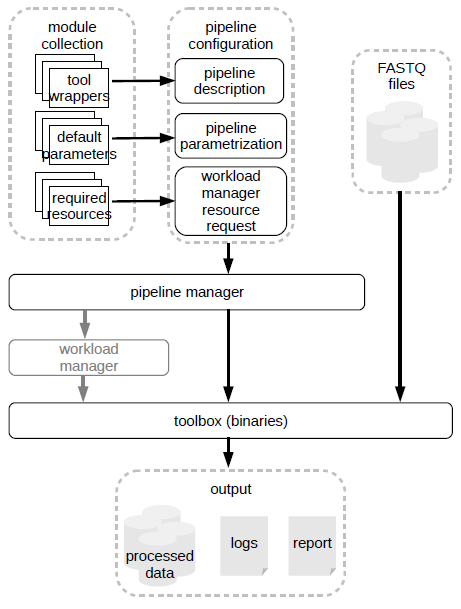 module
collection
tool
wrappers
default
parameters
required
resources
pipeline
configuration
pipeline
description
pipeline
parametrization
workload
manager
resource
request
FASTQ
files
pipeline manager
workload
manager
toolbox (binaries)
output
processed
data
logs
report